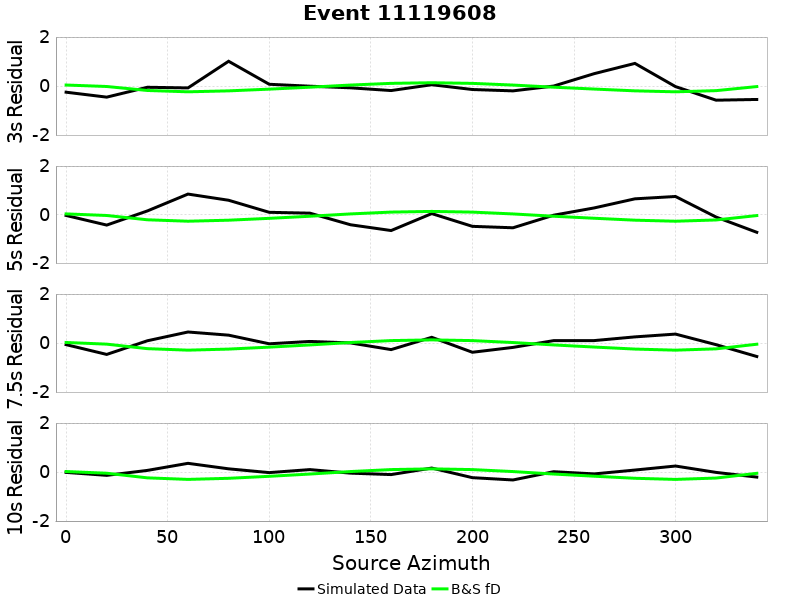 Event 11119608
3s Residual
2
0
-2
5s Residual
2
0
-2
7.5s Residual
2
0
-2
10s Residual
2
0
-2
0 50 100 150 200 250 300
Source Azimuth
Simulated Data B&S fD